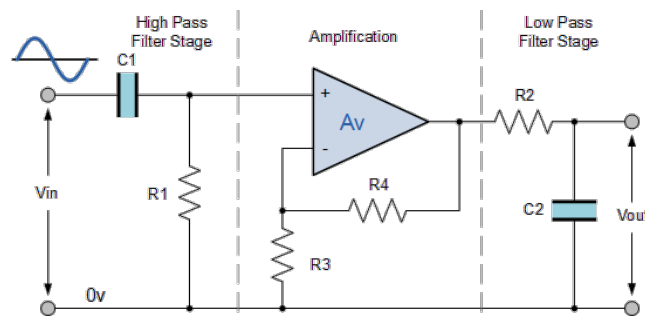 High Pass
Filter Stage
Amplification
Low Pass
Filter Stage
C1
R2
+
Av
-
R4
Vin
R1
C2
Vout
R3
0v